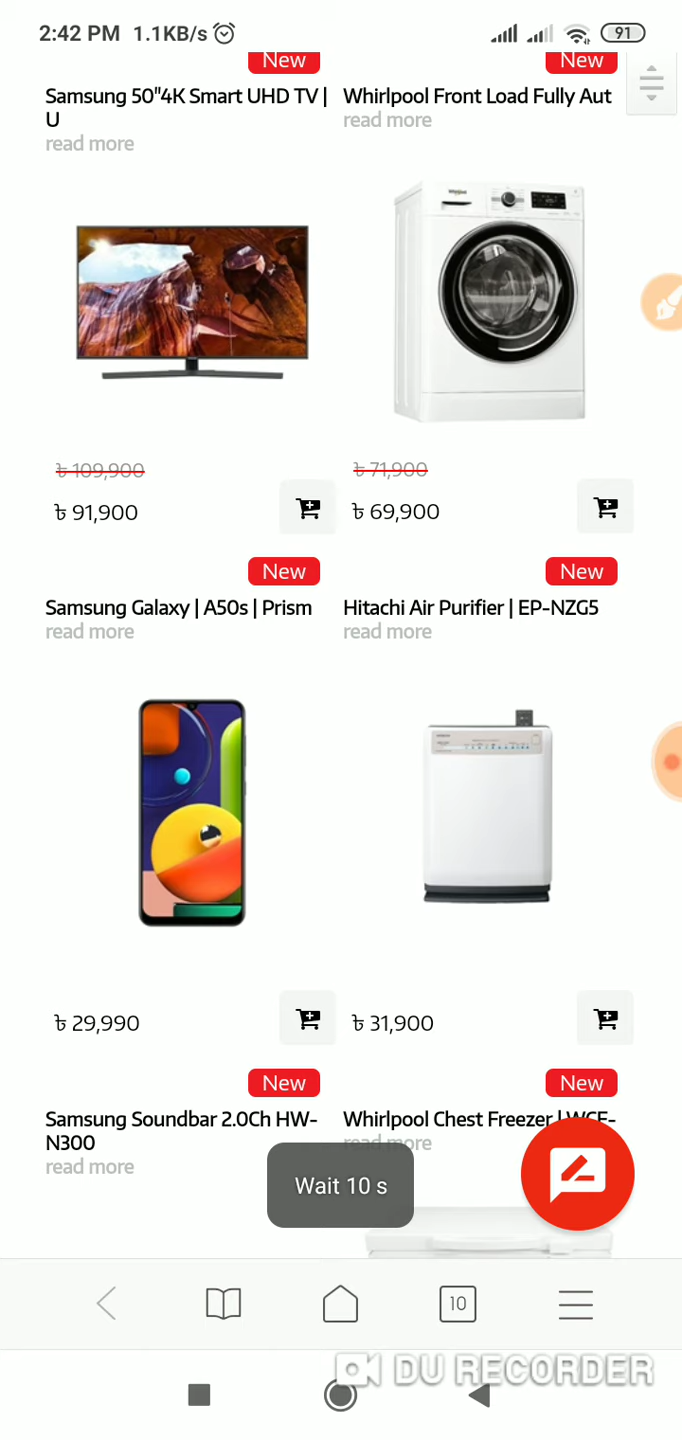 2:42 PM 1.1KB/s 91
New New
Samsung 50"4K Smart UHD TV |
U
read more
Whirlpool Front Load Fully Aut
read more
৳ 109,900
৳ 91,900
৳ 71,900
৳ 69,900
New New
Samsung Galaxy | A50s | Prism
read more
Hitachi Air Purifier | EP-NZG5
read more
৳ 29,990
৳ 31,900
New New
Samsung Soundbar 2.0Ch HW-
N300
read more
Whirlpool Chest Freezer | WCF-
read more
Wait 10 s
10
DU RECORDER